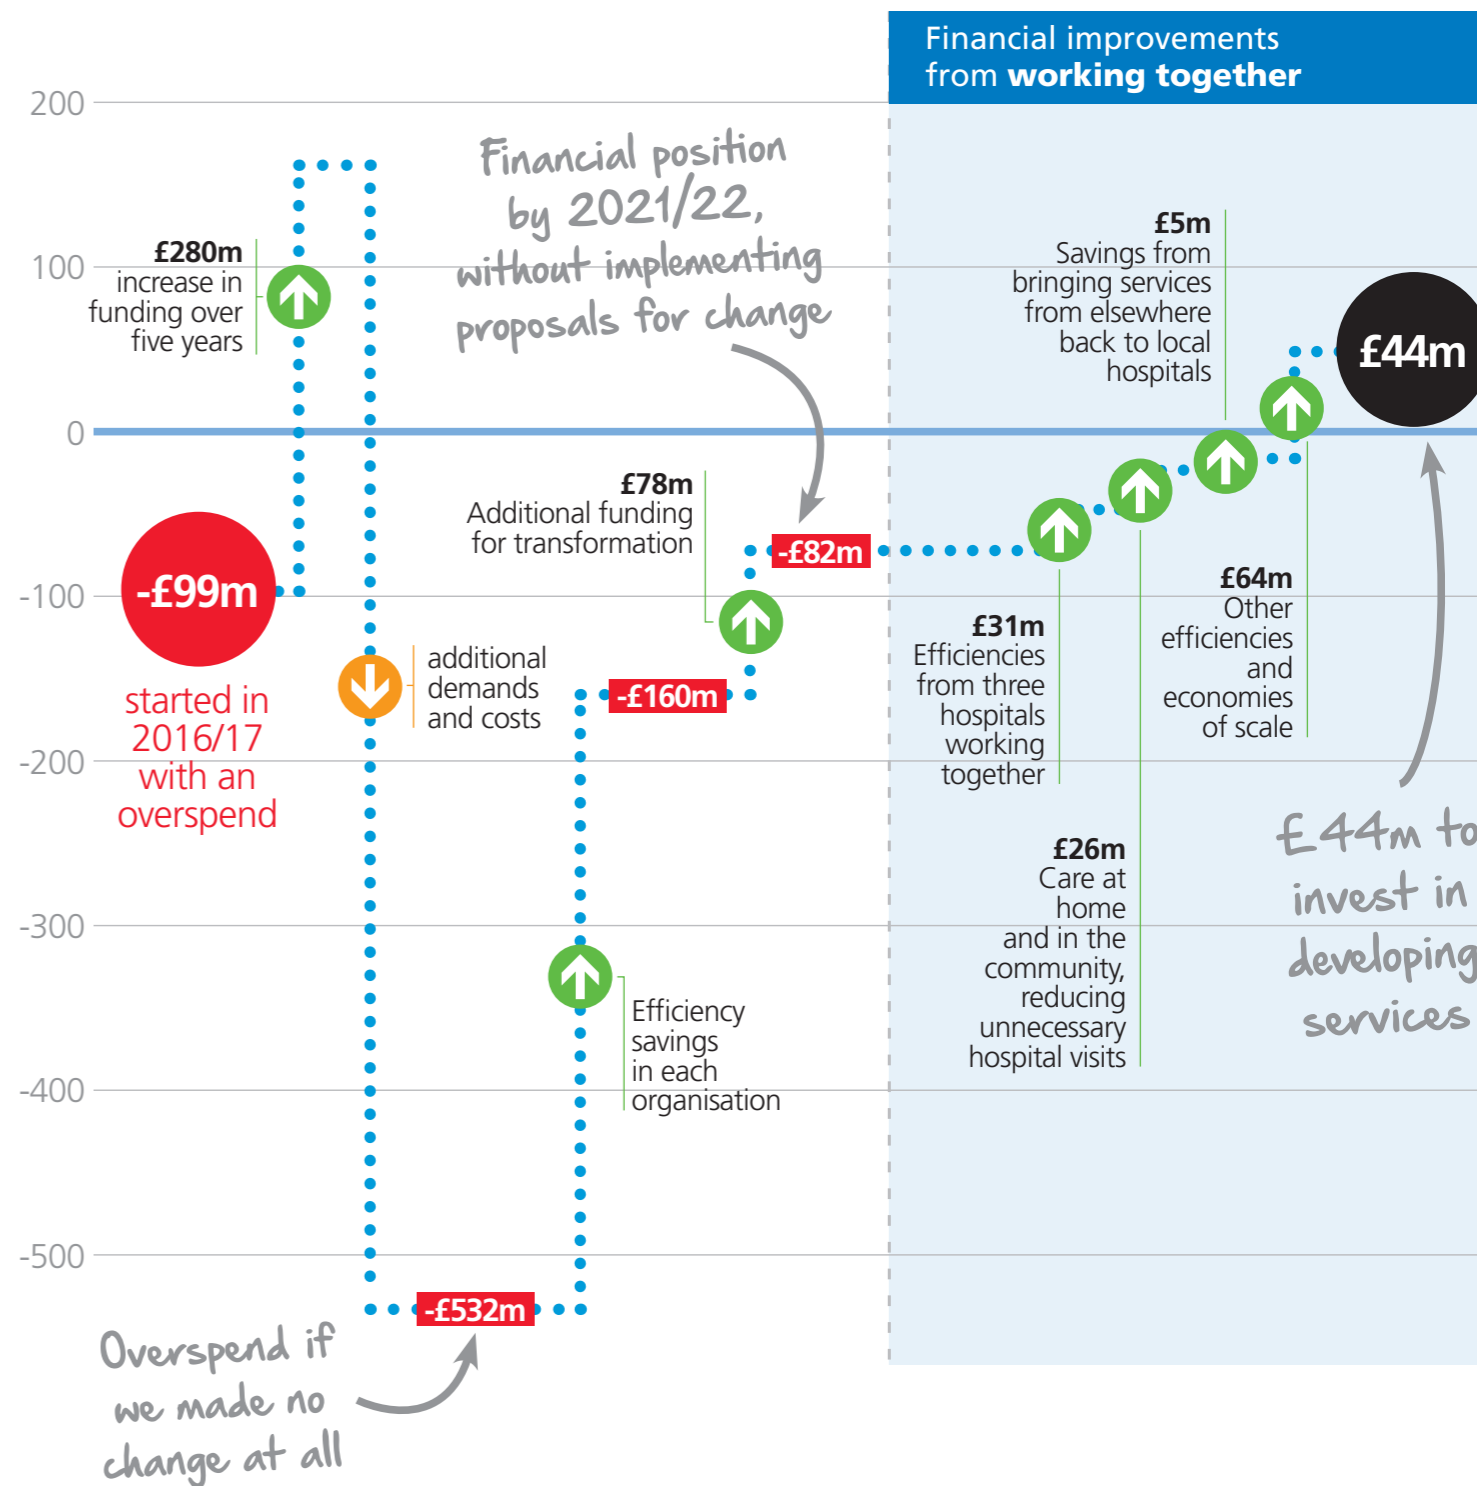 Financial improvements
from working together
200
100
0
-100
-200
-300
-400
-500
£280m
increase in
funding over
five years
-£99m
started in
2016/17
with an
overspend
additional
demands
and costs
Overspend if
we made no
change at all
-£532m
Efficiency
savings
in each
organisation
-£160m
£78m
Additional funding
for transformation
Financial position
by 2021/22,
without implementing
proposals for change
-£82m
£31m
Efficiencies
from three
hospitals
working
together
£26m
Care at
home
and in the
community,
reducing
unnecessary
hospital visits
£5m
Savings from
bringing services
from elsewhere
back to local
hospitals
£64m
Other
efficiencies
and
economies
of scale
£44m
£44m to
invest in
developing
services